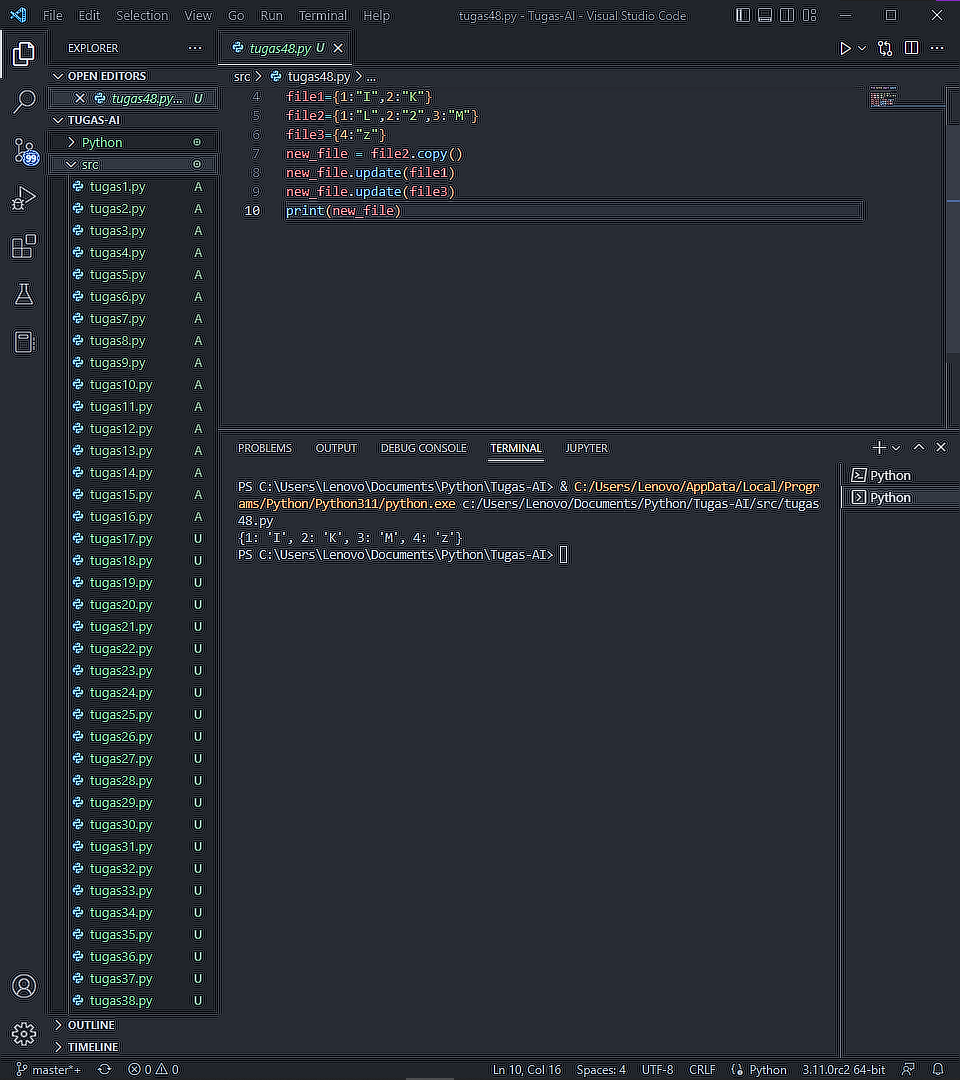 File Edit Selection View Go Run Terminal Help tugas48.py - Tugas-AI - Visual Studio Code
EXPLORER
OPEN EDITORS
tugas48.py... U
TUGAS-AI
Python
src
tugas1.py A
tugas2.py A
tugas3.py A
tugas4.py A
tugas5.py A
tugas6.py A
tugas7.py A
tugas8.py A
tugas9.py A
tugas10.py A
tugas11.py A
tugas12.py A
tugas13.py A
tugas14.py A
tugas15.py A
tugas16.py A
tugas17.py U
tugas18.py U
tugas19.py U
tugas20.py U
tugas21.py U
tugas22.py U
tugas23.py U
tugas24.py U
tugas25.py U
tugas26.py U
tugas27.py U
tugas28.py U
tugas29.py U
tugas30.py U
tugas31.py U
tugas32.py U
tugas33.py U
tugas34.py U
tugas35.py U
tugas36.py U
tugas37.py U
tugas38.py U
OUTLINE
TIMELINE
99
tugas48.py U
src > tugas48.py > ...
4 file1={1:"I",2:"K"}
5 file2={1:"L",2:"2",3:"M"}
6 file3={4:"z"}
7 new_file = file2.copy()
8 new_file.update(file1)
9 new_file.update(file3)
10 print(new_file)
PROBLEMS OUTPUT DEBUG CONSOLE TERMINAL JUPYTER
PS C:\Users\Lenovo\Documents\Python\Tugas-AI> & C:/Users/Lenovo/AppData/Local/Progr
ams/Python/Python311/python.exe c:/Users/Lenovo/Documents/Python/Tugas-AI/src/tugas
48.py
{1: 'I', 2: 'K', 3: 'M', 4: 'z'}
PS C:\Users\Lenovo\Documents\Python\Tugas-AI>
Python
Python
master*+ 0 0 Ln 10, Col 16 Spaces: 4 UTF-8 CRLF Python 3.11.0rc2 64-bit